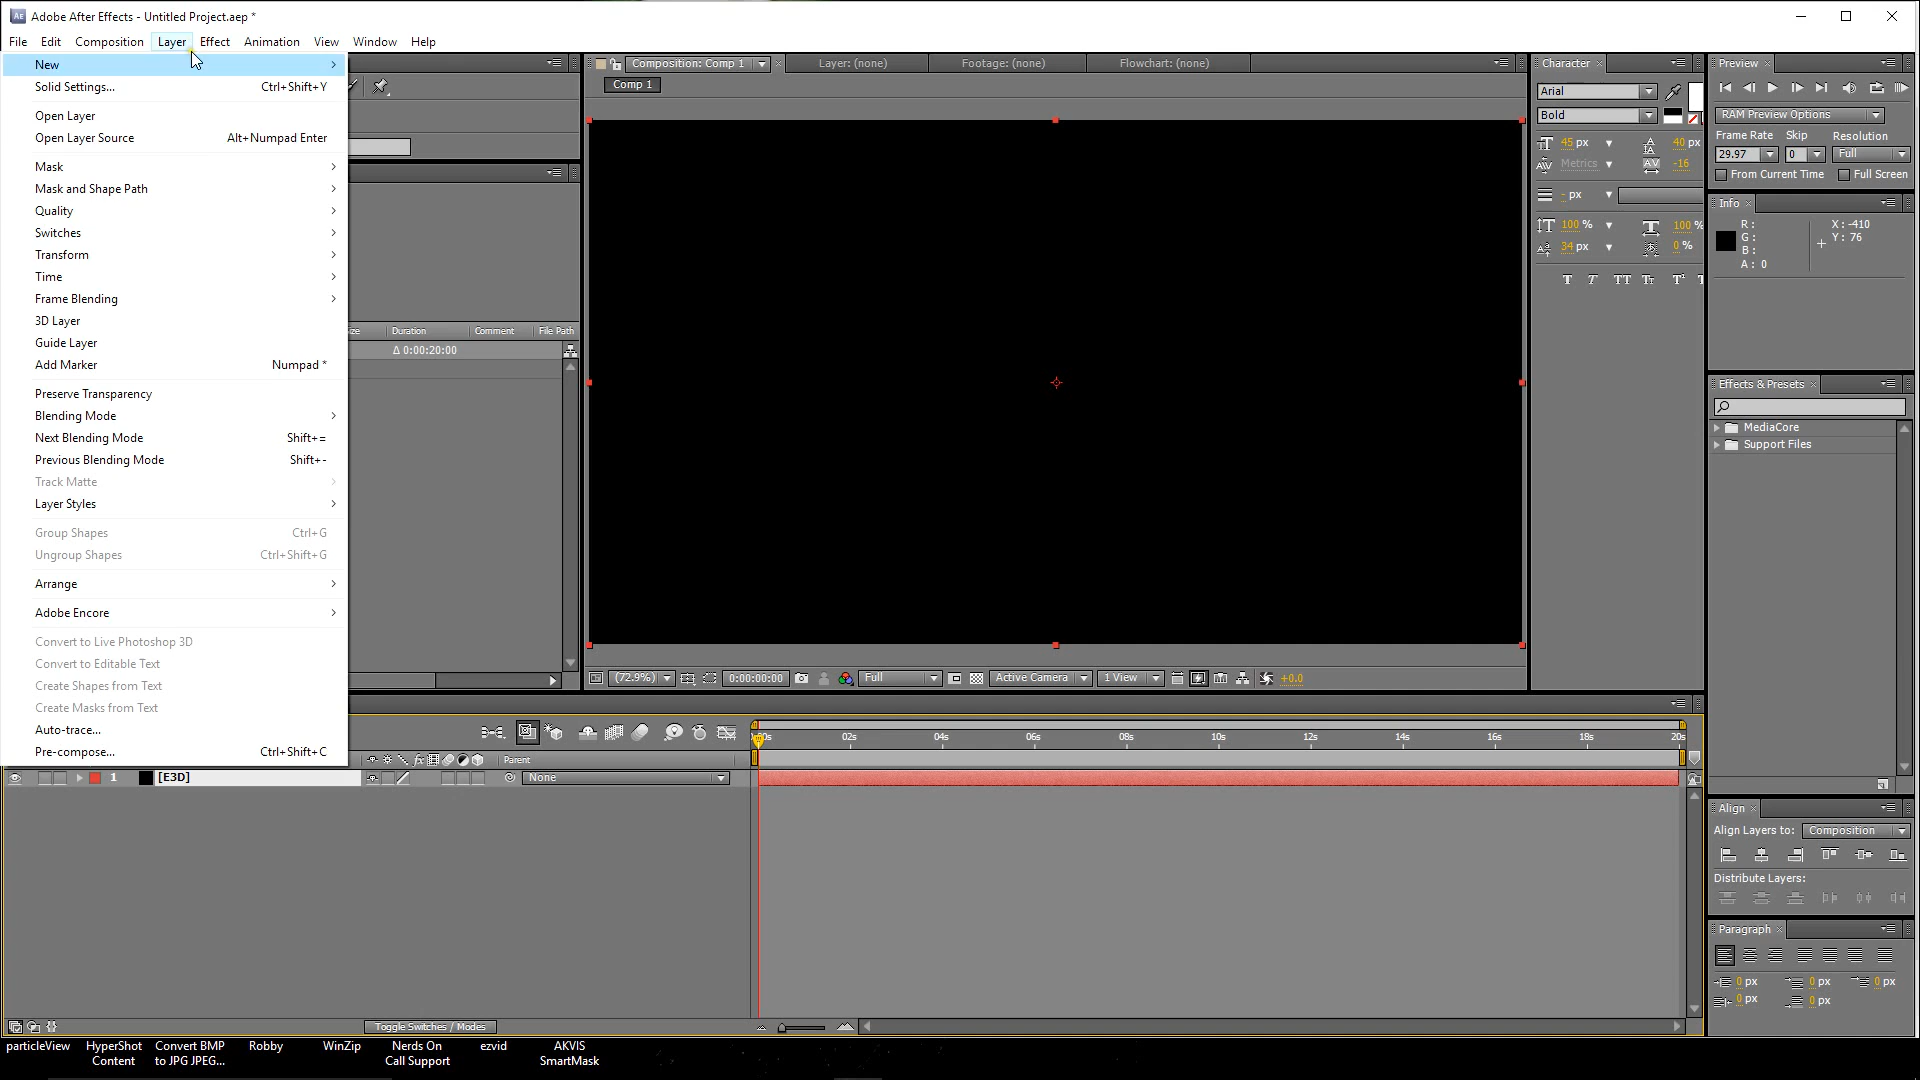 Adobe After Effects - Untitled Project.aep *
File Edit Composition Layer Effect Animation View Window Help
New
Solid Settings... Ctrl+Shift+Y
Open Layer
Open Layer Source Alt+Numpad Enter
Mask
Mask and Shape Path
Quality
Switches
Transform
Time
Frame Blending
3D Layer
Guide Layer
Add Marker Numpad *
Preserve Transparency
Blending Mode
Next Blending Mode Shift+=
Previous Blending Mode Shift+-
Track Matte
Layer Styles
Group Shapes Ctrl+G
Ungroup Shapes Ctrl+Shift+G
Arrange
Adobe Encore
Convert to Live Photoshop 3D
Convert to Editable Text
Create Shapes from Text
Create Masks from Text
Auto-trace...
Pre-compose... Ctrl+Shift+C
Duration Comment File Path
Δ 0:00:20:00
Composition: Comp 1 Layer: (none) Footage: (none) Flowchart: (none)
Comp 1
(72.9%) 0:00:00:00 Full Active Camera 1 View +0.0
Character
Arial
Bold
45 px 40 px
Metrics -16
- px
100 % 100 %
34 px 0 %
T T TT Tt T
Preview
RAM Preview Options
Frame Rate Skip Resolution
29.97 0 Full
From Current Time Full Screen
Info
R : X : -410
G : Y : 76
B :
A : 0
Effects & Presets
MediaCore
Support Files
Align
Align Layers to: Composition
Distribute Layers:
Paragraph
0 px 0 px 0 px
0 px 0 px
02s 04s 06s 08s 10s 12s 14s 16s 18s 20s
fx Parent
1 [E3D] None
Toggle Switches / Modes
particleView
HyperShot Content
Convert BMP to JPG JPEG...
Robby
WinZip
Nerds On Call Support
ezvid
AKVIS SmartMask